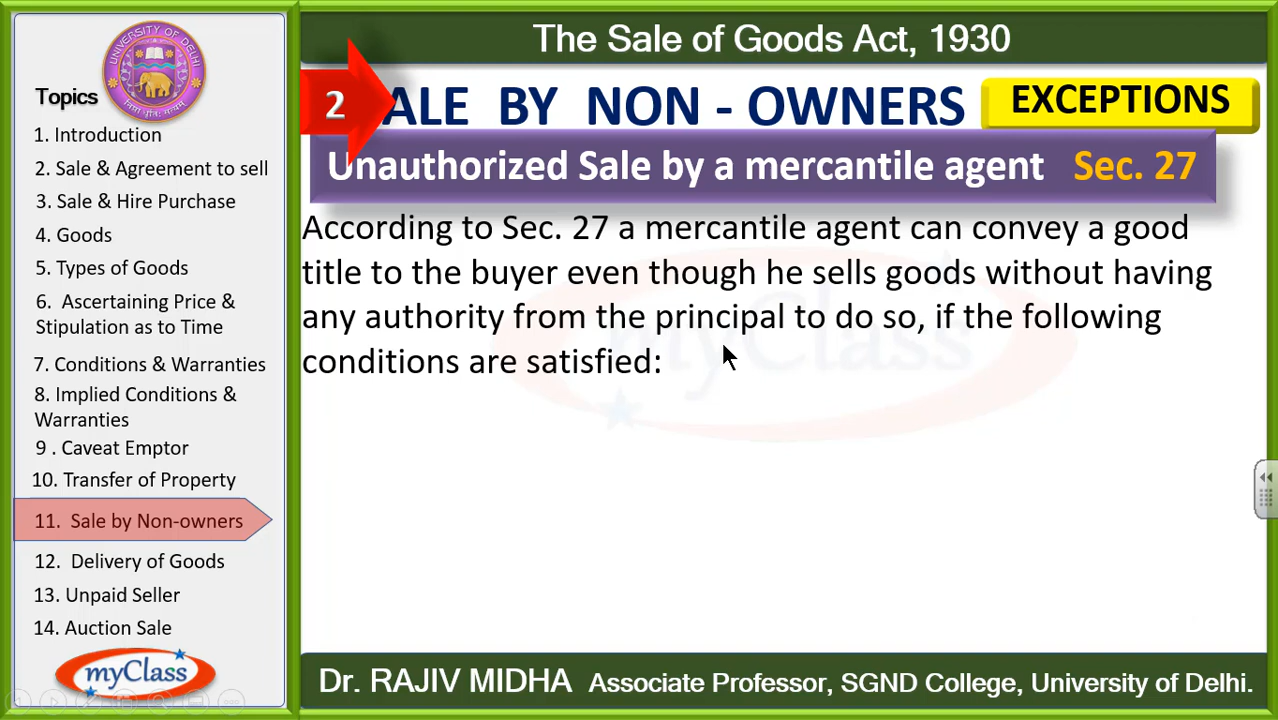 The Sale of Goods Act, 1930
UNIVERSITY OF DELHI
Topics
1. Introduction
2. Sale & Agreement to sell
3. Sale & Hire Purchase
4. Goods
5. Types of Goods
6. Ascertaining Price &
Stipulation as to Time
7. Conditions & Warranties
8. Implied Conditions &
Warranties
9 . Caveat Emptor
10. Transfer of Property
11. Sale by Non-owners
12. Delivery of Goods
13. Unpaid Seller
14. Auction Sale
myClass
2
ALE BY NON - OWNERS
EXCEPTIONS
Unauthorized Sale by a mercantile agent Sec. 27
According to Sec. 27 a mercantile agent can convey a good
title to the buyer even though he sells goods without having
any authority from the principal to do so, if the following
conditions are satisfied:
myClass
Dr. RAJIV MIDHA Associate Professor, SGND College, University of Delhi.